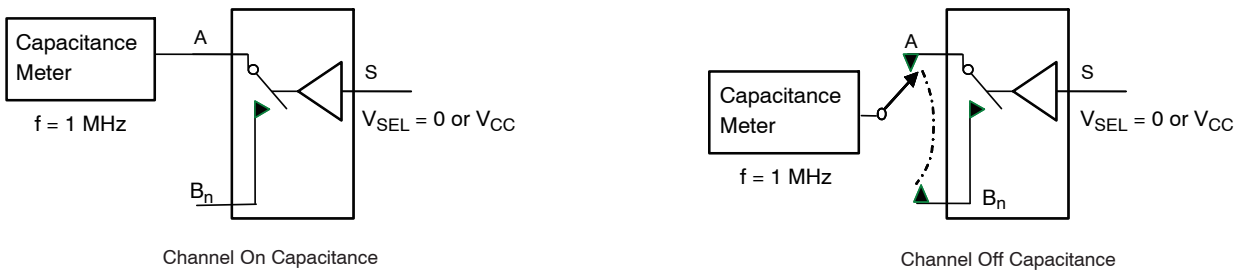 Capacitance
Meter
f = 1 MHz
A
S
V_SEL = 0 or V_CC
B_n
Channel On Capacitance
Capacitance
Meter
f = 1 MHz
A
S
V_SEL = 0 or V_CC
B_n
Channel Off Capacitance